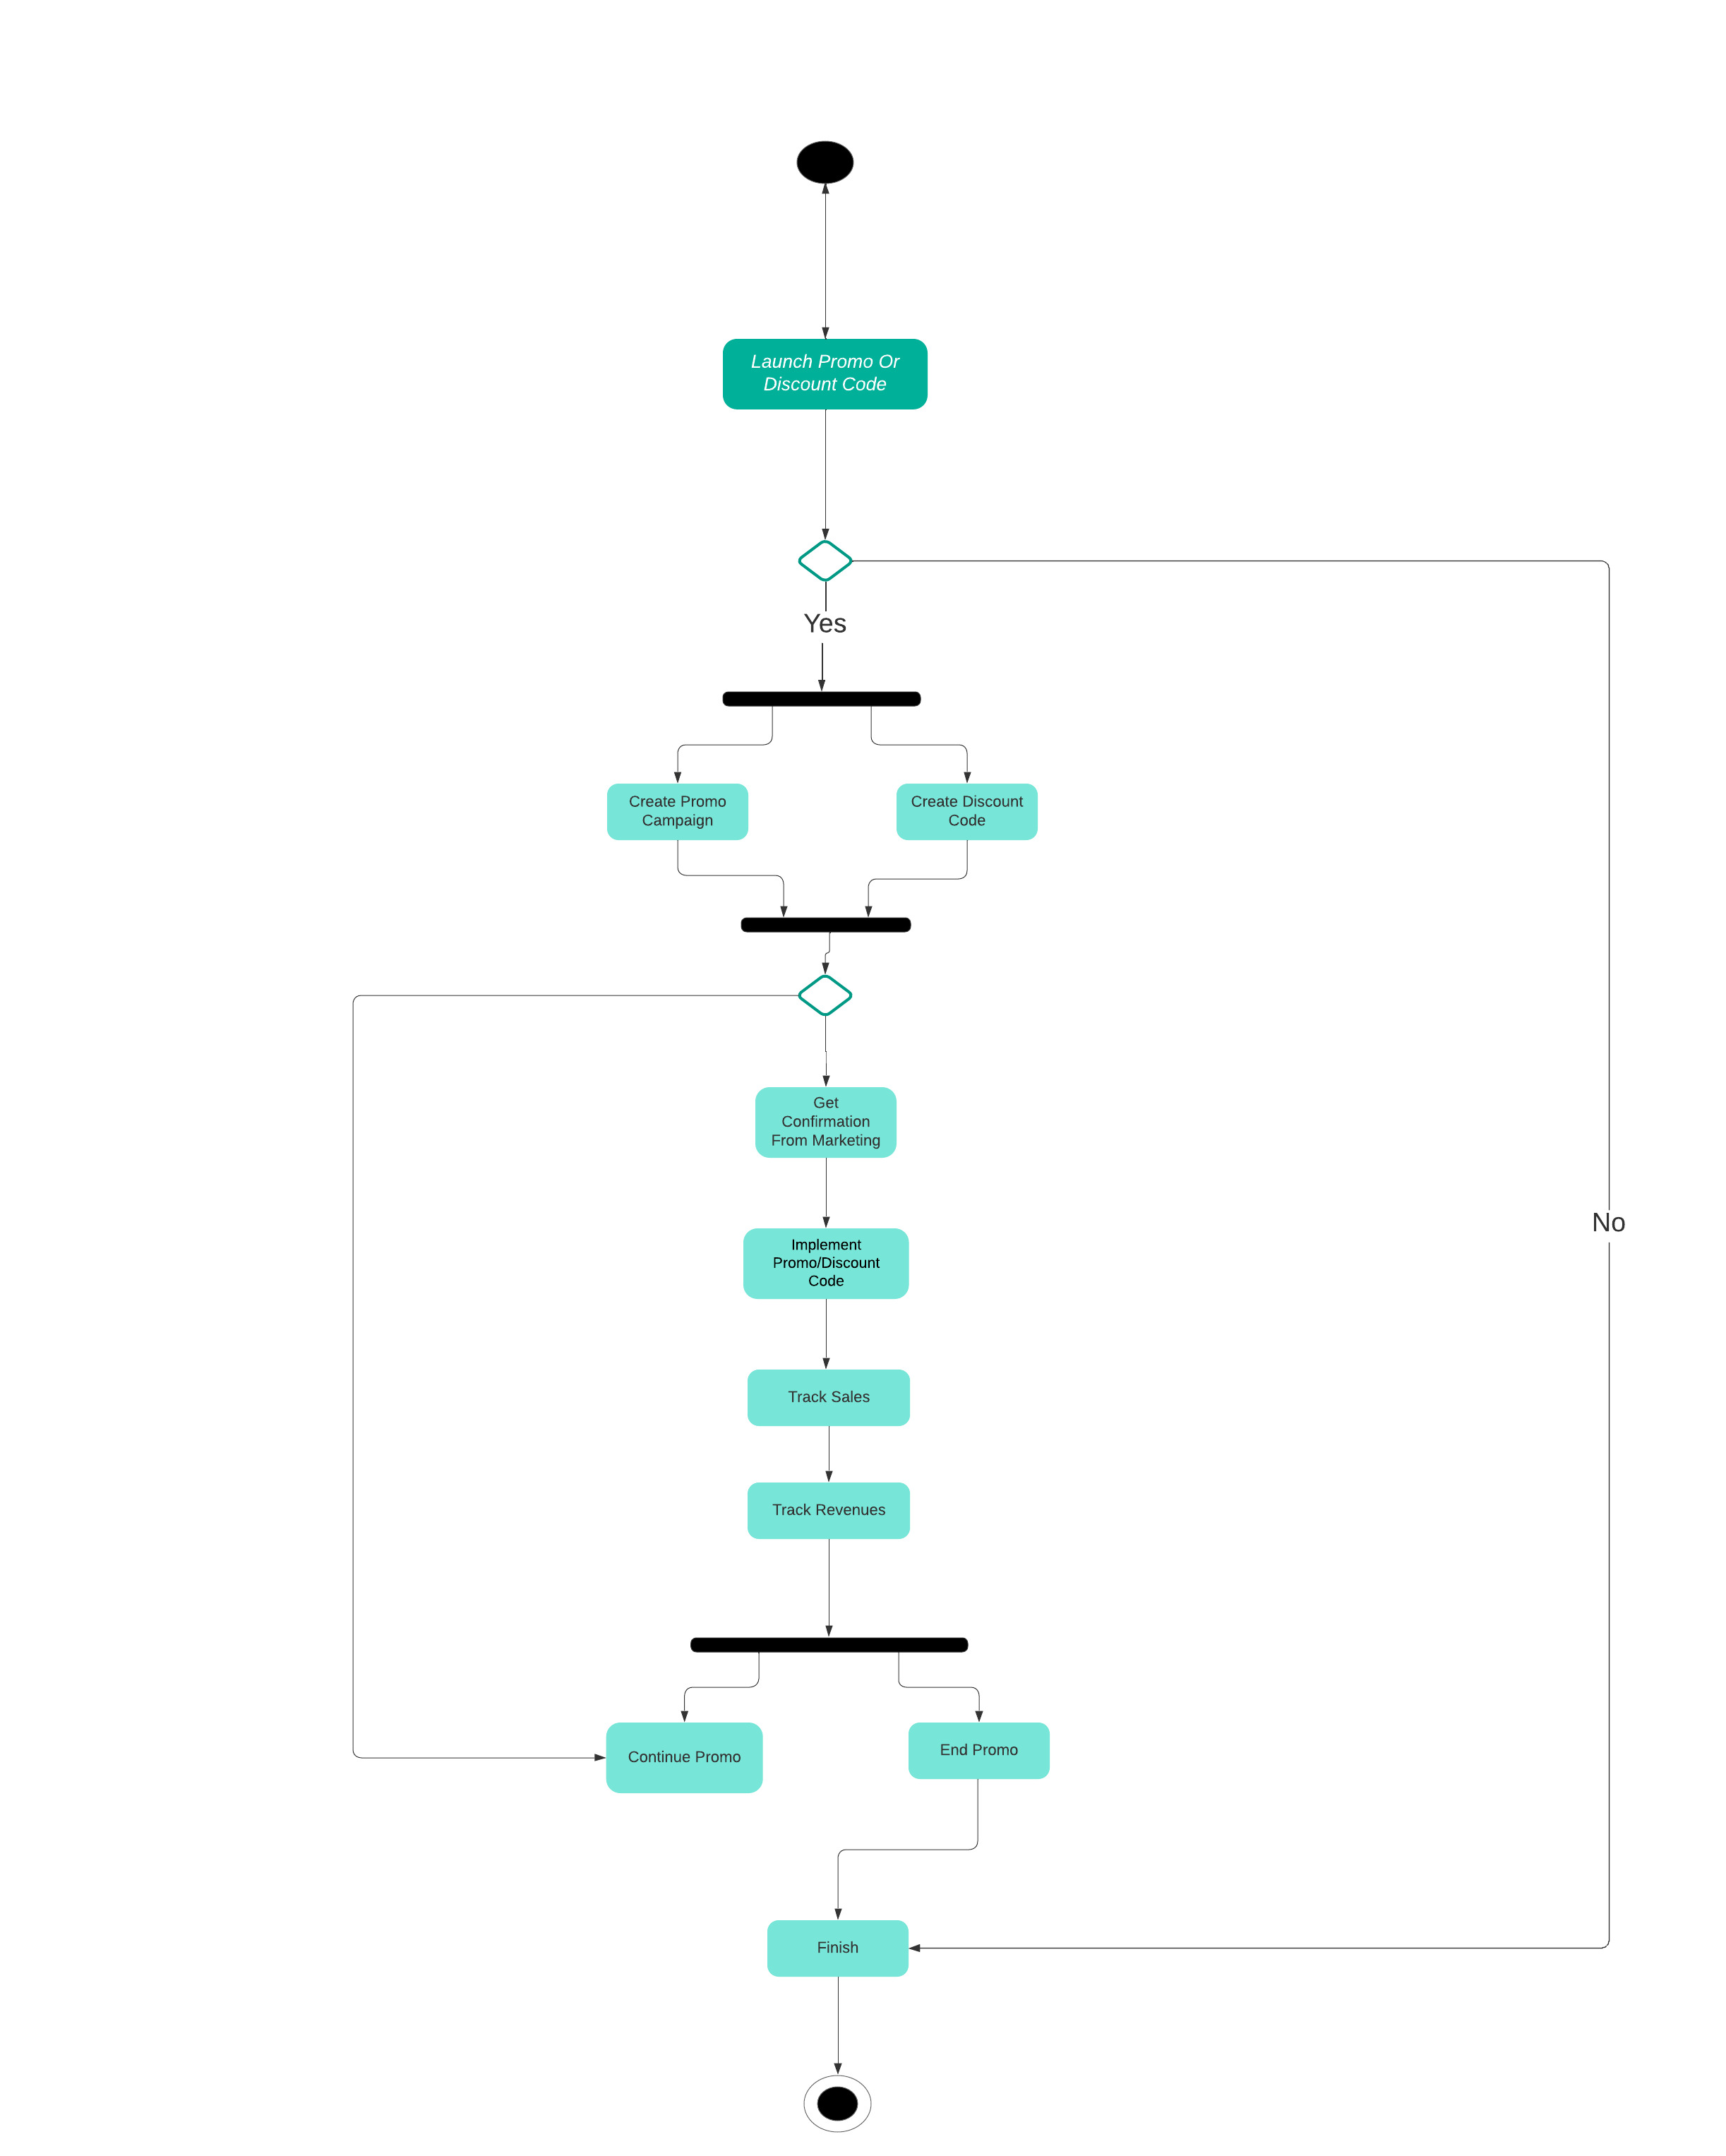 Launch Promo Or
Discount Code
Yes
Create Promo
Campaign
Create Discount
Code
Get
Confirmation
From Marketing
No
Implement
Promo/Discount
Code
Track Sales
Track Revenues
Continue Promo
End Promo
Finish